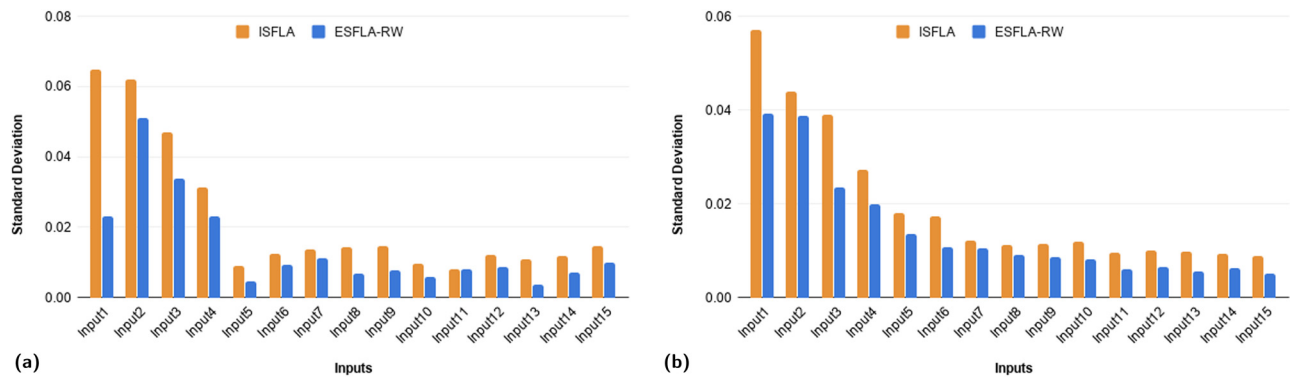 0.08
ISFLA ESFLA-RW
0.06
0.04
0.02
0.00
Standard Deviation
Input1 Input2 Input3 Input4 Input5 Input6 Input7 Input8 Input9 Input10 Input11 Input12 Input13 Input14 Input15
(a)
Inputs
0.06
ISFLA ESFLA-RW
0.04
0.02
0.00
Standard Deviation
Input1 Input2 Input3 Input4 Input5 Input6 Input7 Input8 Input9 Input10 Input11 Input12 Input13 Input14 Input15
(b)
Inputs